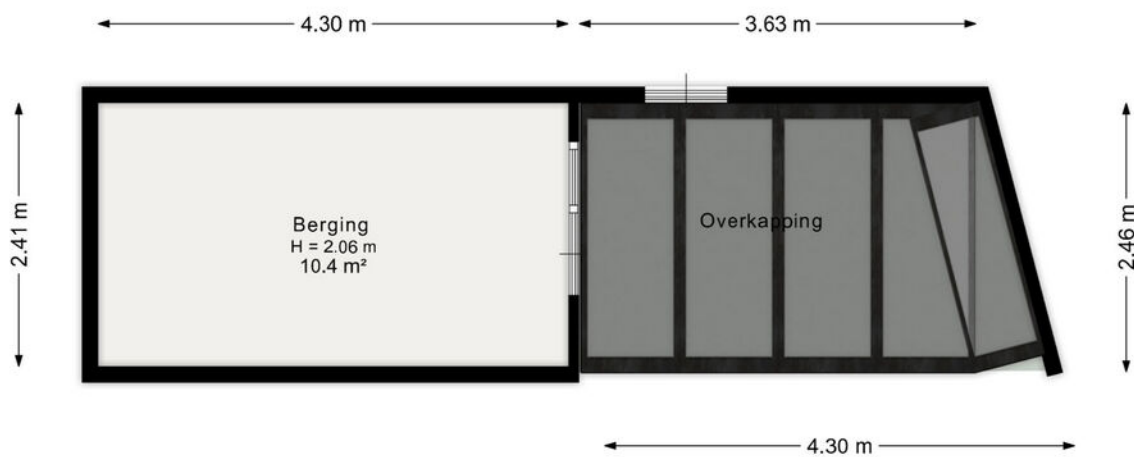 4.30 m
3.63 m
2.41 m
Berging
H = 2.06 m
10.4 m²
Overkapping
2.46 m
4.30 m